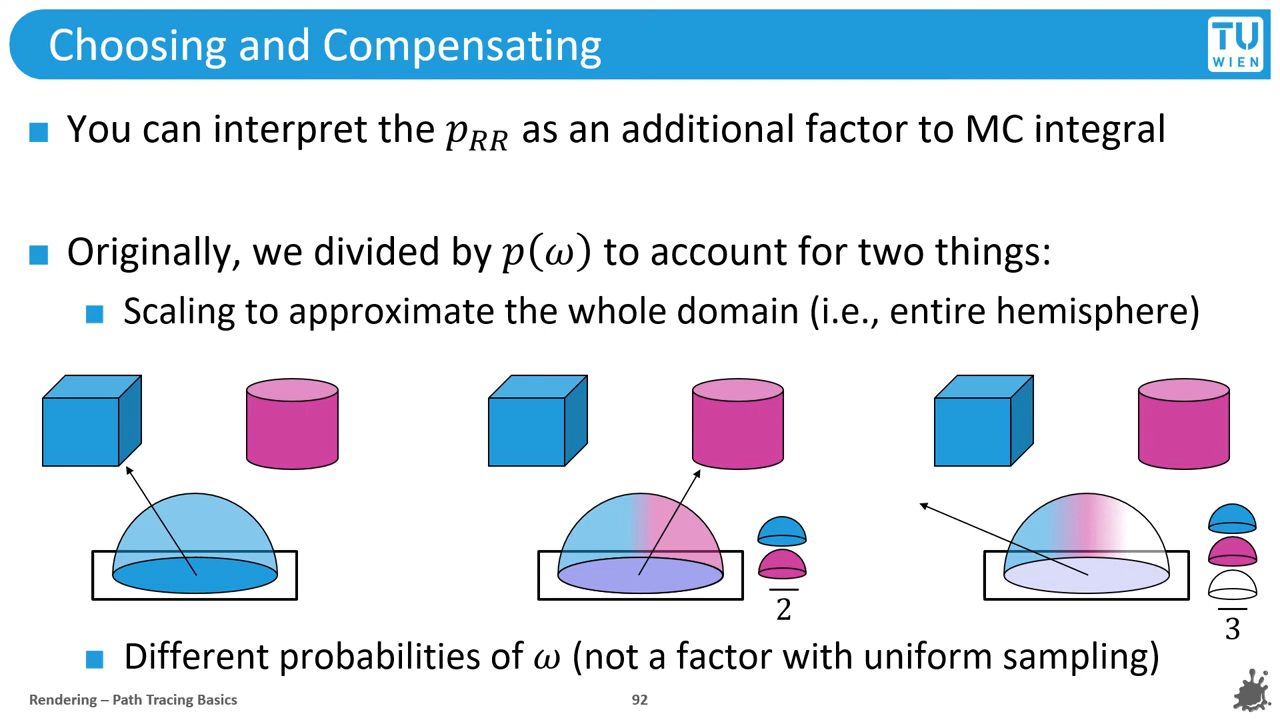 Choosing and Compensating
TU
WIEN
You can interpret the p_RR as an additional factor to MC integral
Originally, we divided by p(ω) to account for two things:
Scaling to approximate the whole domain (i.e., entire hemisphere)
2
3
Different probabilities of ω (not a factor with uniform sampling)
Rendering – Path Tracing Basics
92